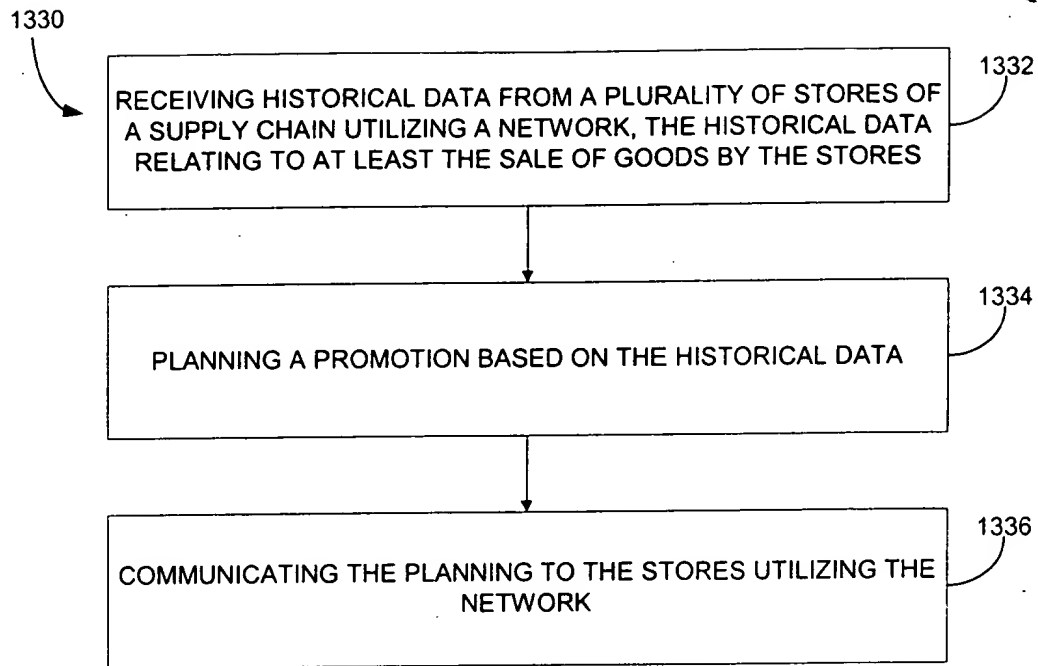 1330
1332
RECEIVING HISTORICAL DATA FROM A PLURALITY OF STORES OF
A SUPPLY CHAIN UTILIZING A NETWORK, THE HISTORICAL DATA
RELATING TO AT LEAST THE SALE OF GOODS BY THE STORES
1334
PLANNING A PROMOTION BASED ON THE HISTORICAL DATA
1336
COMMUNICATING THE PLANNING TO THE STORES UTILIZING THE
NETWORK